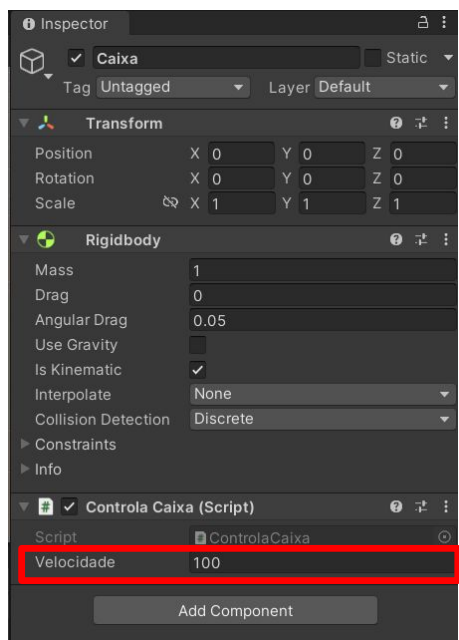 Inspector
Caixa Static
Tag Untagged Layer Default
Transform
Position X 0 Y 0 Z 0
Rotation X 0 Y 0 Z 0
Scale X 1 Y 1 Z 1
Rigidbody
Mass 1
Drag 0
Angular Drag 0.05
Use Gravity
Is Kinematic
Interpolate None
Collision Detection Discrete
Constraints
Info
# Controla Caixa (Script)
Script # ControlaCaixa
Velocidade 100
Add Component